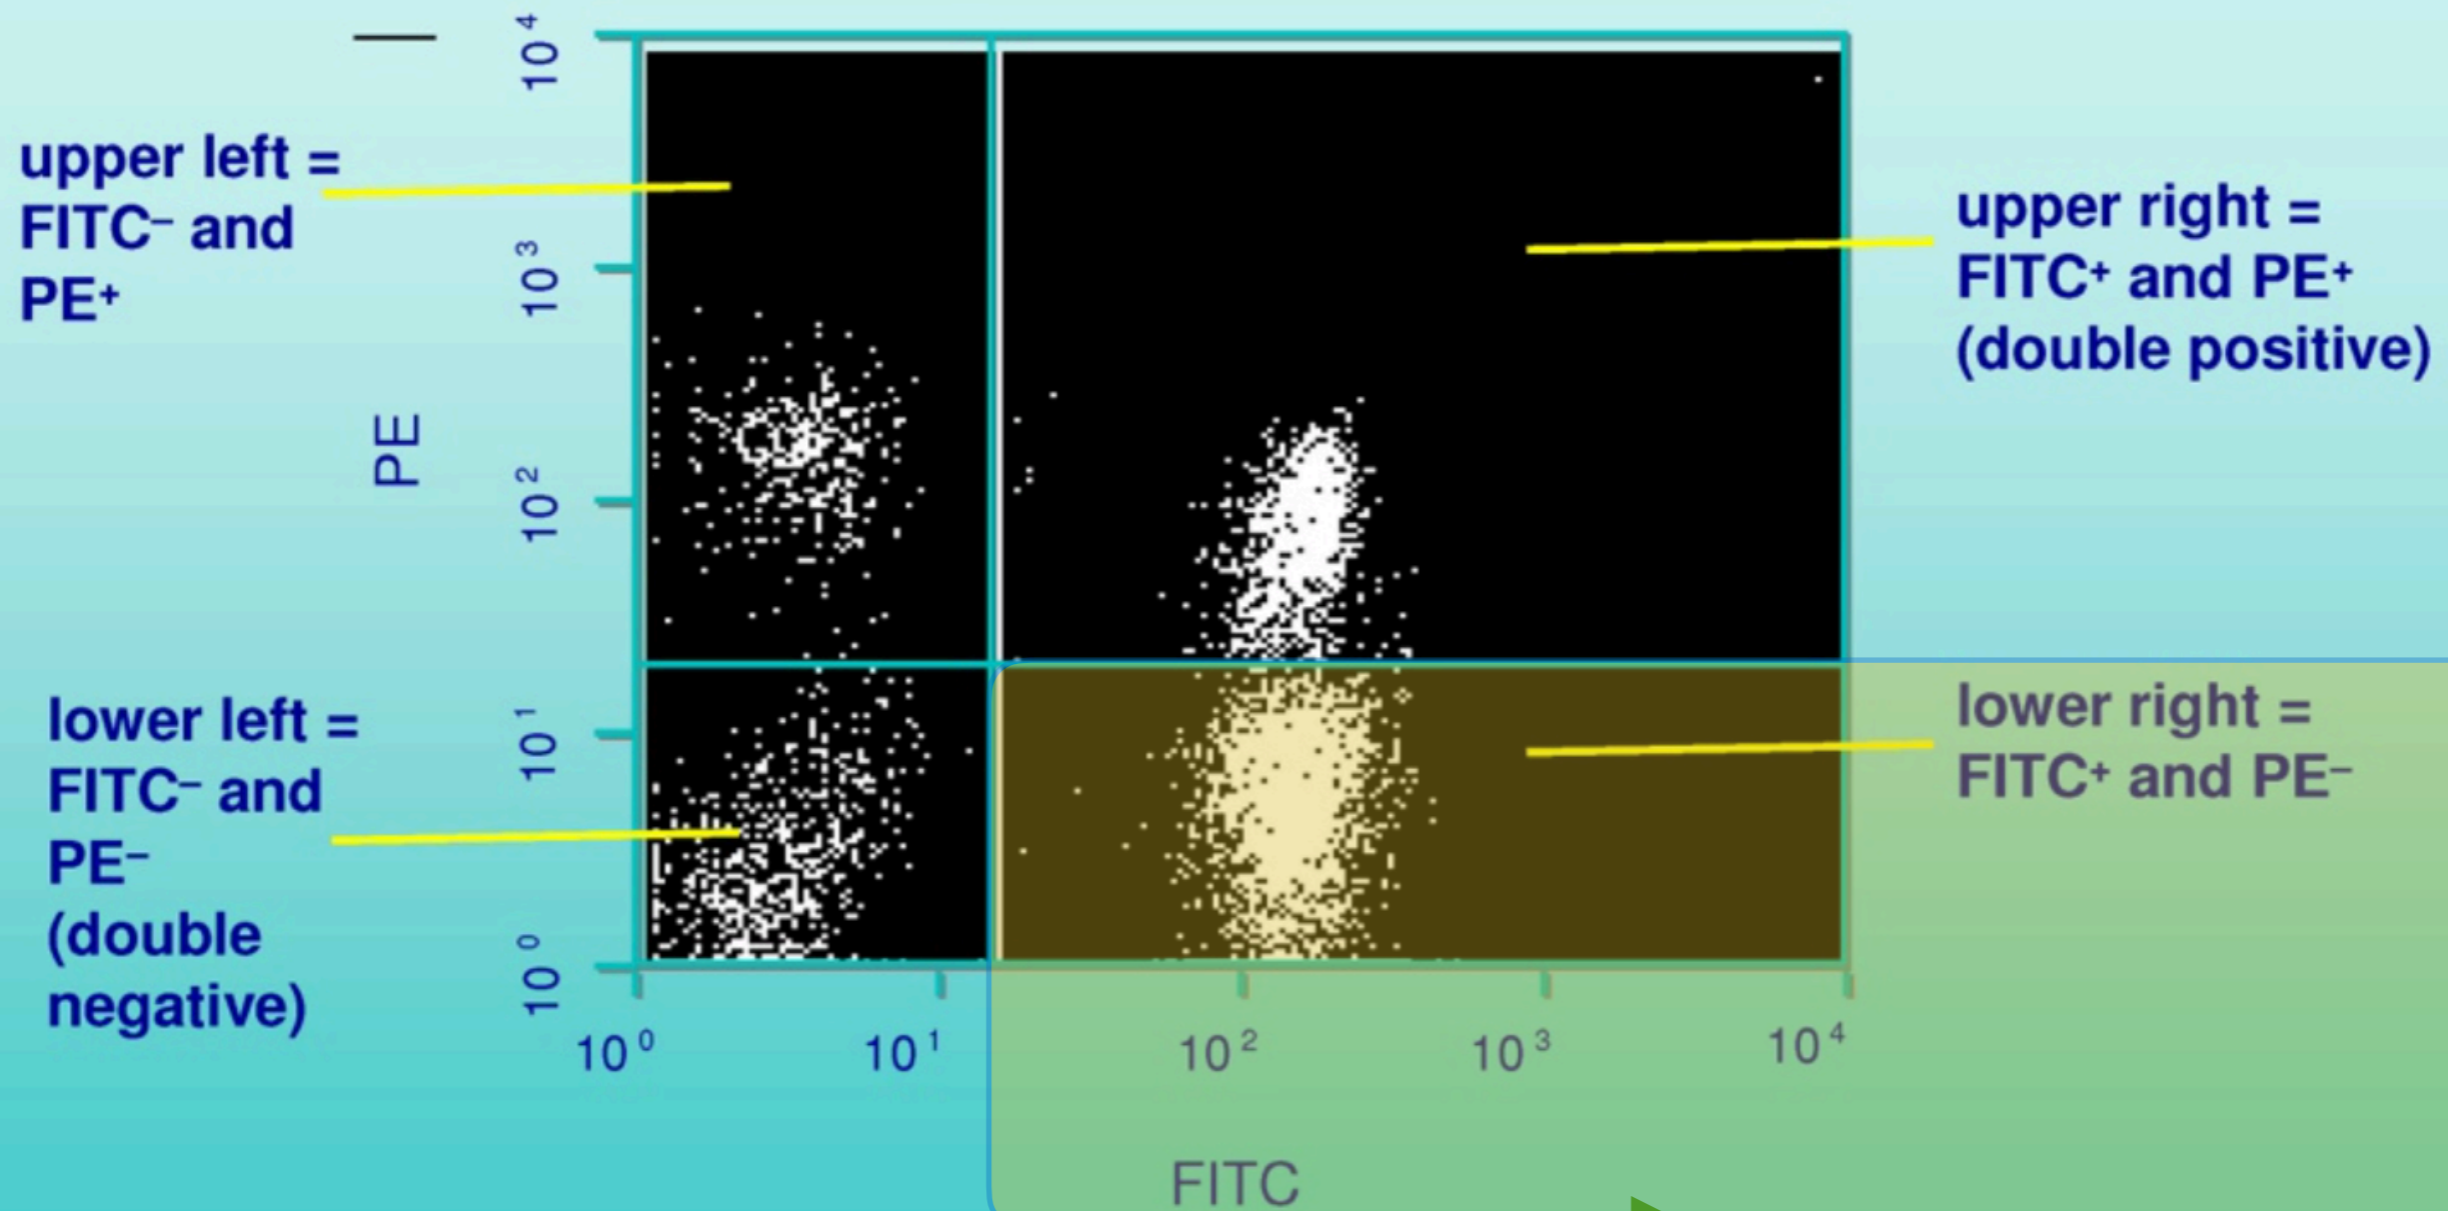 upper left =
FITC⁻ and
PE⁺
lower left =
FITC⁻ and
PE⁻
(double
negative)
PE
10⁴
10³
10²
10¹
10⁰
10⁰ 10¹ 10² 10³ 10⁴
FITC
upper right =
FITC⁺ and PE⁺
(double positive)
lower right =
FITC⁺ and PE⁻